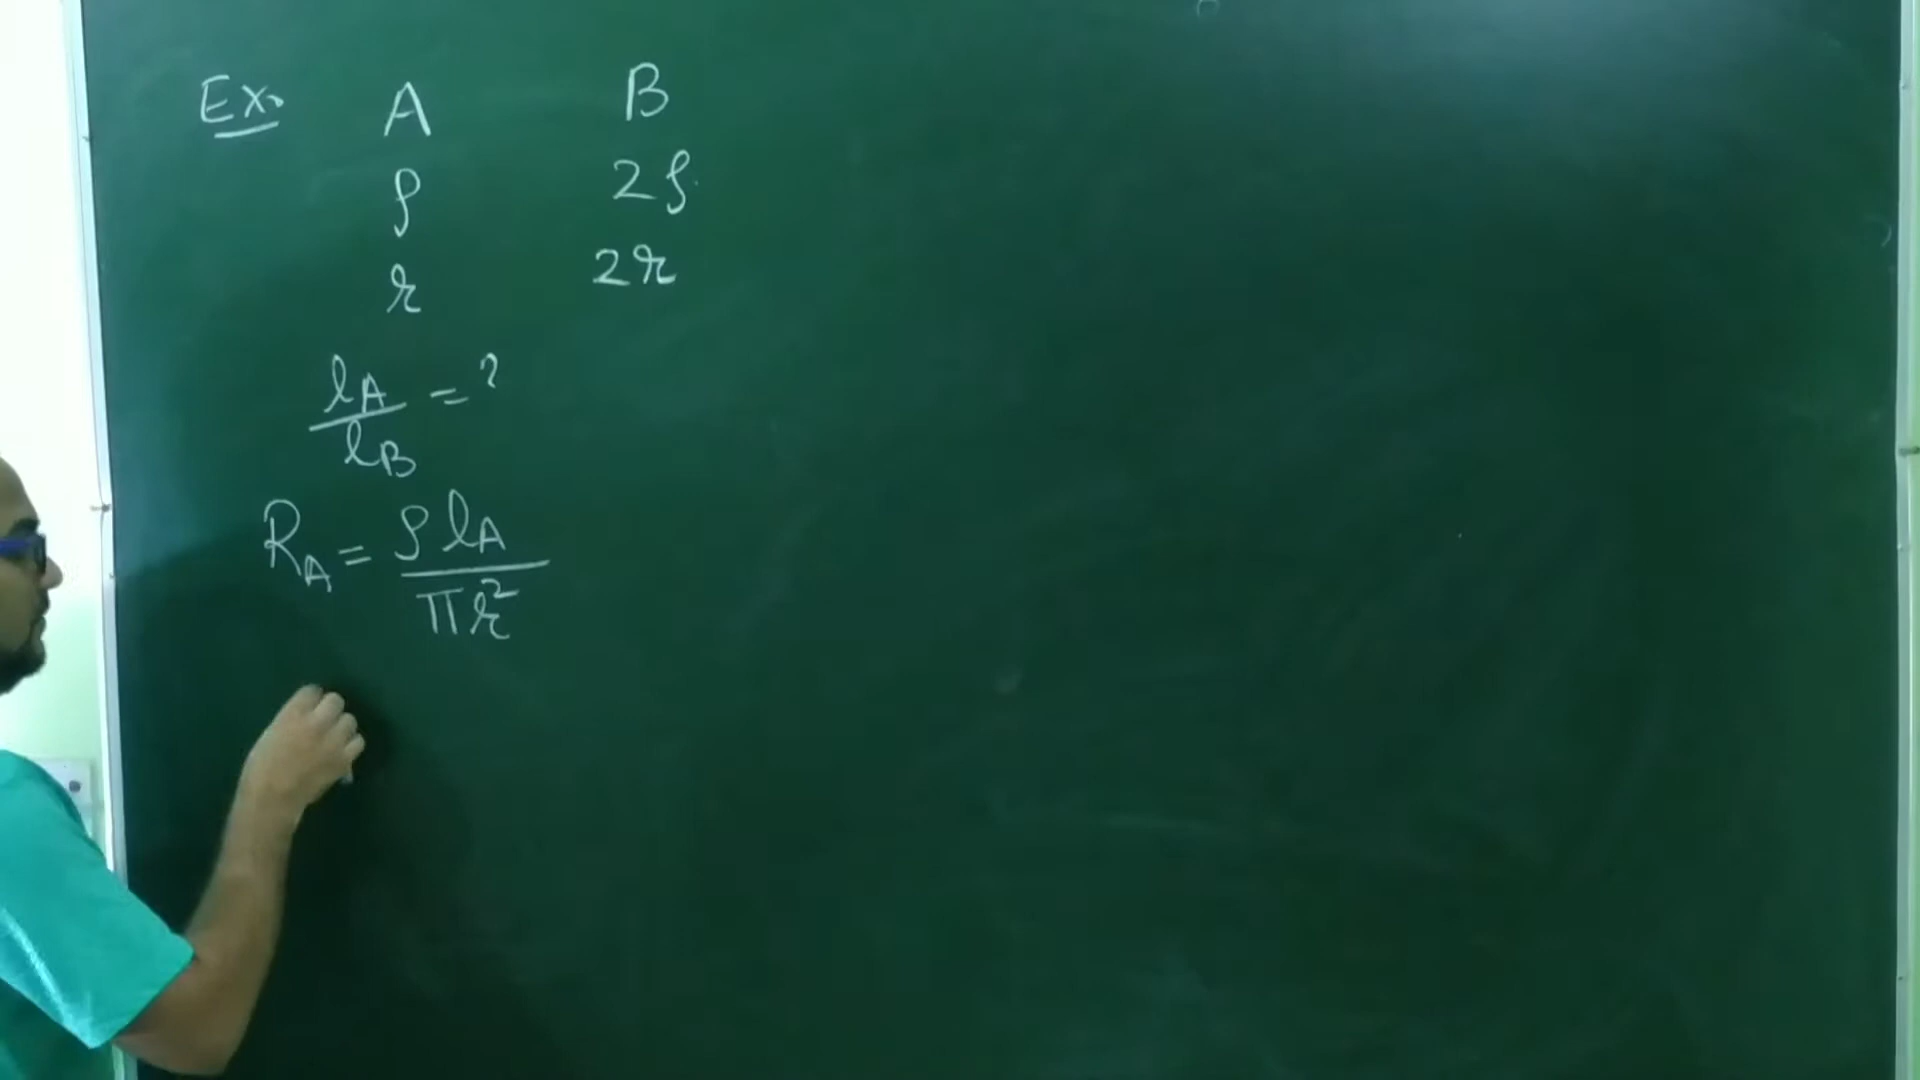 Ex. A B
ρ 2ρ
r 2r
lA/lB = ?
RA = ρ lA / πr²